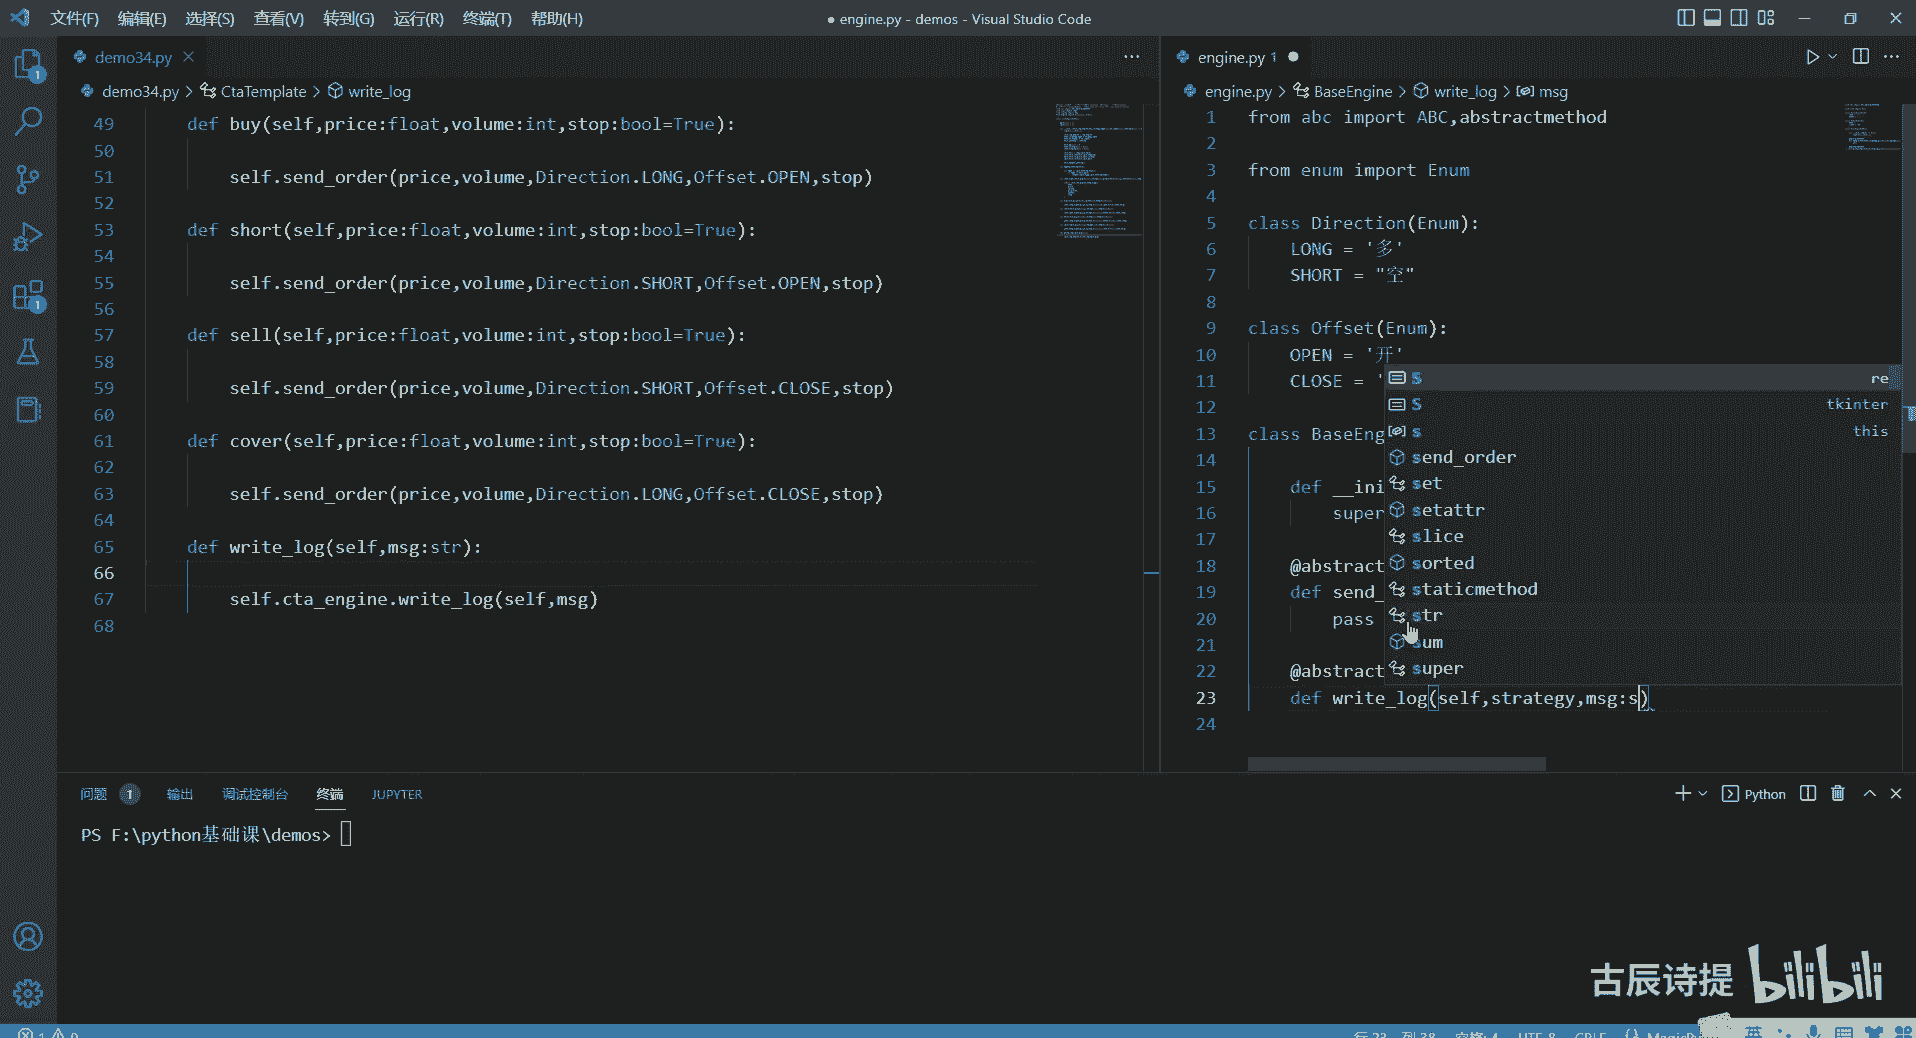 文件(F) 编辑(E) 选择(S) 查看(V) 转到(G) 运行(R) 终端(T) 帮助(H)
● engine.py - demos - Visual Studio Code
demo34.py
demo34.py > CtaTemplate > write_log
49 def buy(self,price:float,volume:int,stop:bool=True):
50
51 self.send_order(price,volume,Direction.LONG,Offset.OPEN,stop)
52
53 def short(self,price:float,volume:int,stop:bool=True):
54
55 self.send_order(price,volume,Direction.SHORT,Offset.OPEN,stop)
56
57 def sell(self,price:float,volume:int,stop:bool=True):
58
59 self.send_order(price,volume,Direction.SHORT,Offset.CLOSE,stop)
60
61 def cover(self,price:float,volume:int,stop:bool=True):
62
63 self.send_order(price,volume,Direction.LONG,Offset.CLOSE,stop)
64
65 def write_log(self,msg:str):
66
67 self.cta_engine.write_log(self,msg)
68
engine.py 1 ●
engine.py > BaseEngine > write_log > msg
1 from abc import ABC,abstractmethod
2
3 from enum import Enum
4
5 class Direction(Enum):
6 LONG = '多'
7 SHORT = "空"
8
9 class Offset(Enum):
10 OPEN = '开'
11 CLOSE = '
12
13 class BaseEng
14
15 def __ini
16 super
17
18 @abstract
19 def send_
20 pass
21
22 @abstract
23 def write_log(self,strategy,msg:s)
24
S re
S tkinter
s this
send_order
set
setattr
slice
sorted
staticmethod
str
sum
super
问题 1 输出 调试控制台 终端 JUPYTER
Python
PS F:\python基础课\demos>
古辰诗提 bilibili
1
1
英